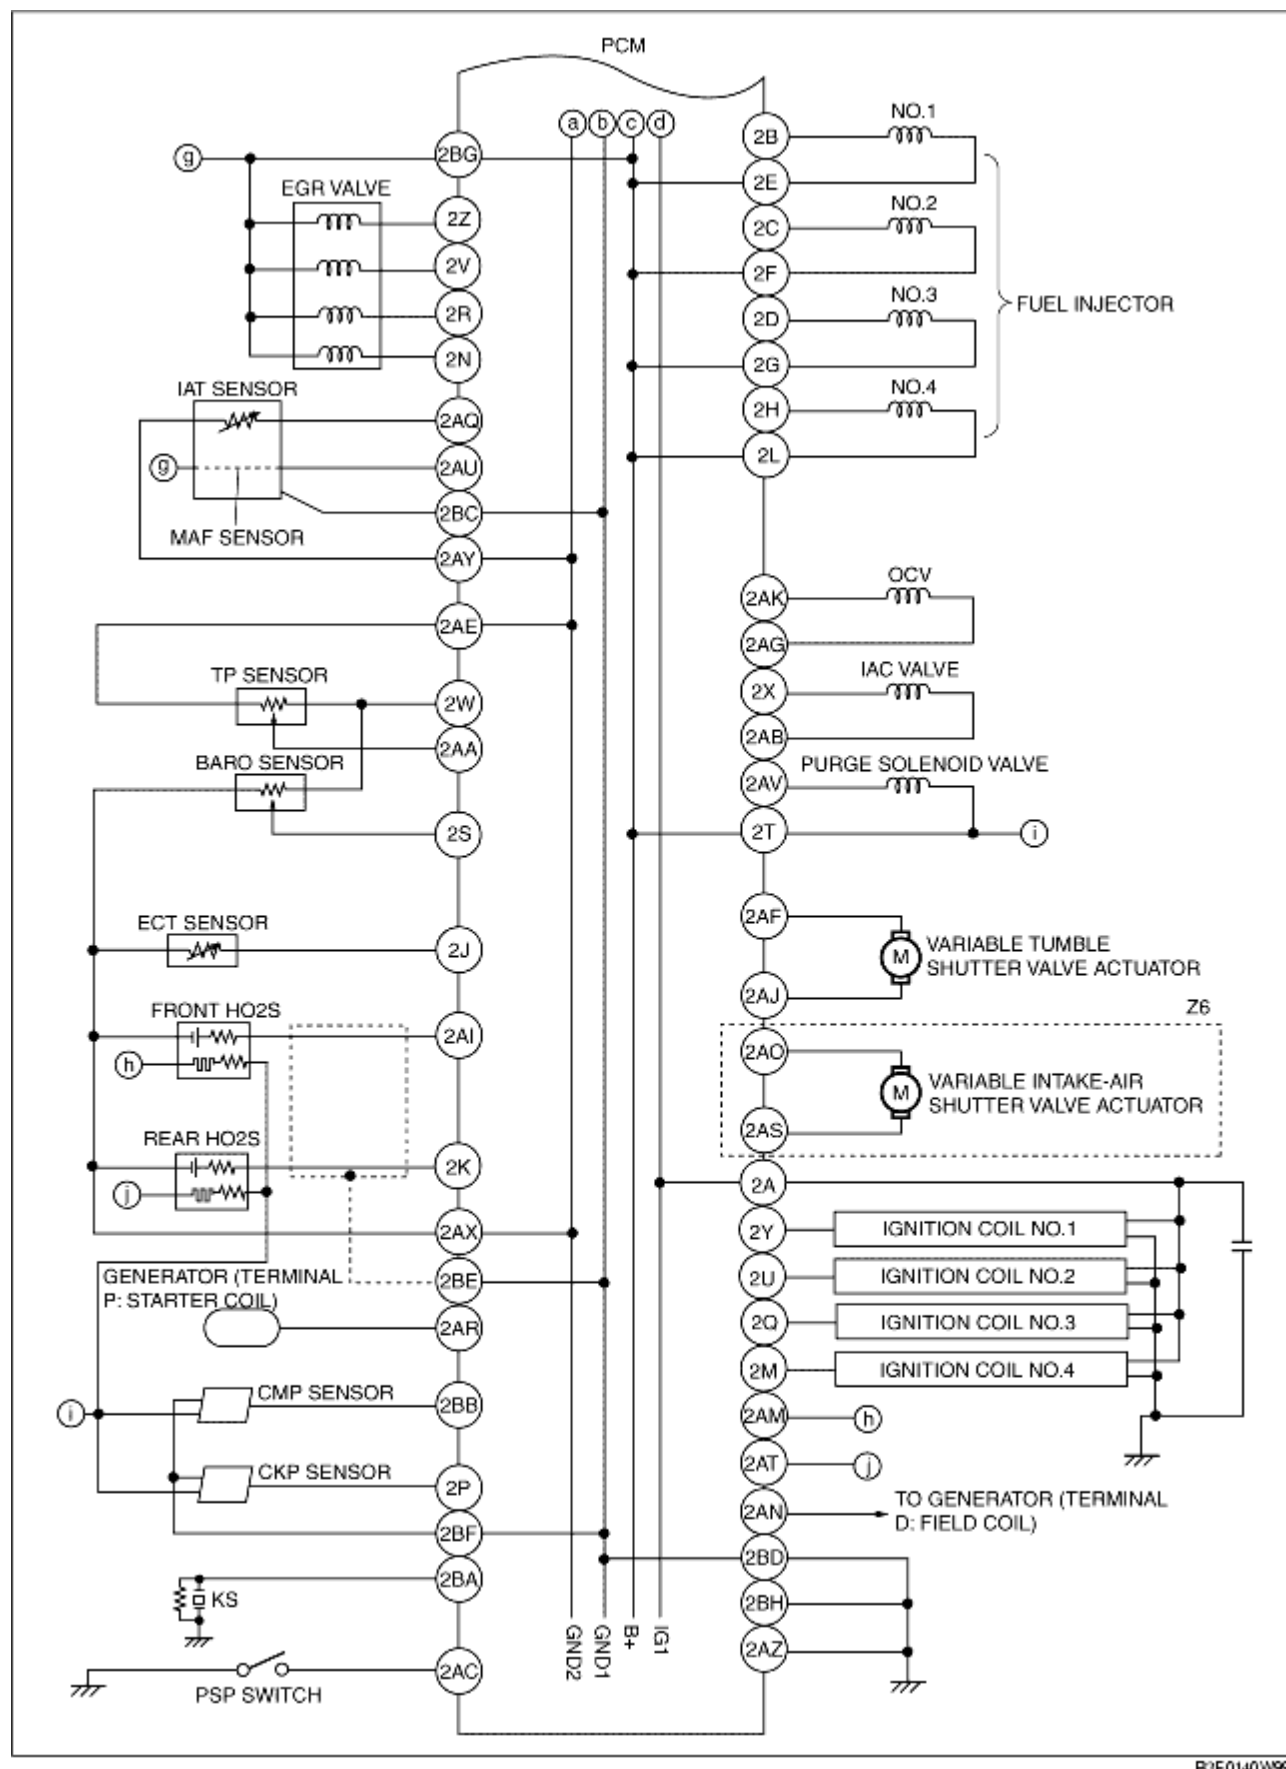 PCM
a b c d
g
2BG
EGR VALVE
2Z
2V
2R
2N
IAT SENSOR
2AQ
g
2AU
2BC
MAF SENSOR
2AY
2AE
TP SENSOR
2W
2AA
BARO SENSOR
2S
ECT SENSOR
2J
FRONT HO2S
2AI
h
REAR HO2S
2K
j
2AX
GENERATOR (TERMINAL
P: STARTER COIL)
2BE
2AR
CMP SENSOR
2BB
i
CKP SENSOR
2P
2BF
2BA
KS
2AC
PSP SWITCH
GND2
GND1
B+
IG1
2B
NO.1
2E
2C
NO.2
2F
FUEL INJECTOR
2D
NO.3
2G
2H
NO.4
2L
OCV
2AK
2AG
IAC VALVE
2X
2AB
PURGE SOLENOID VALVE
2AV
2T
i
2AF
VARIABLE TUMBLE
SHUTTER VALVE ACTUATOR
M
2AJ
Z6
2AO
VARIABLE INTAKE-AIR
SHUTTER VALVE ACTUATOR
M
2AS
2A
2Y
IGNITION COIL NO.1
2U
IGNITION COIL NO.2
2Q
IGNITION COIL NO.3
2M
IGNITION COIL NO.4
2AM
h
2AT
j
2AN
TO GENERATOR (TERMINAL
D: FIELD COIL)
2BD
2BH
2AZ